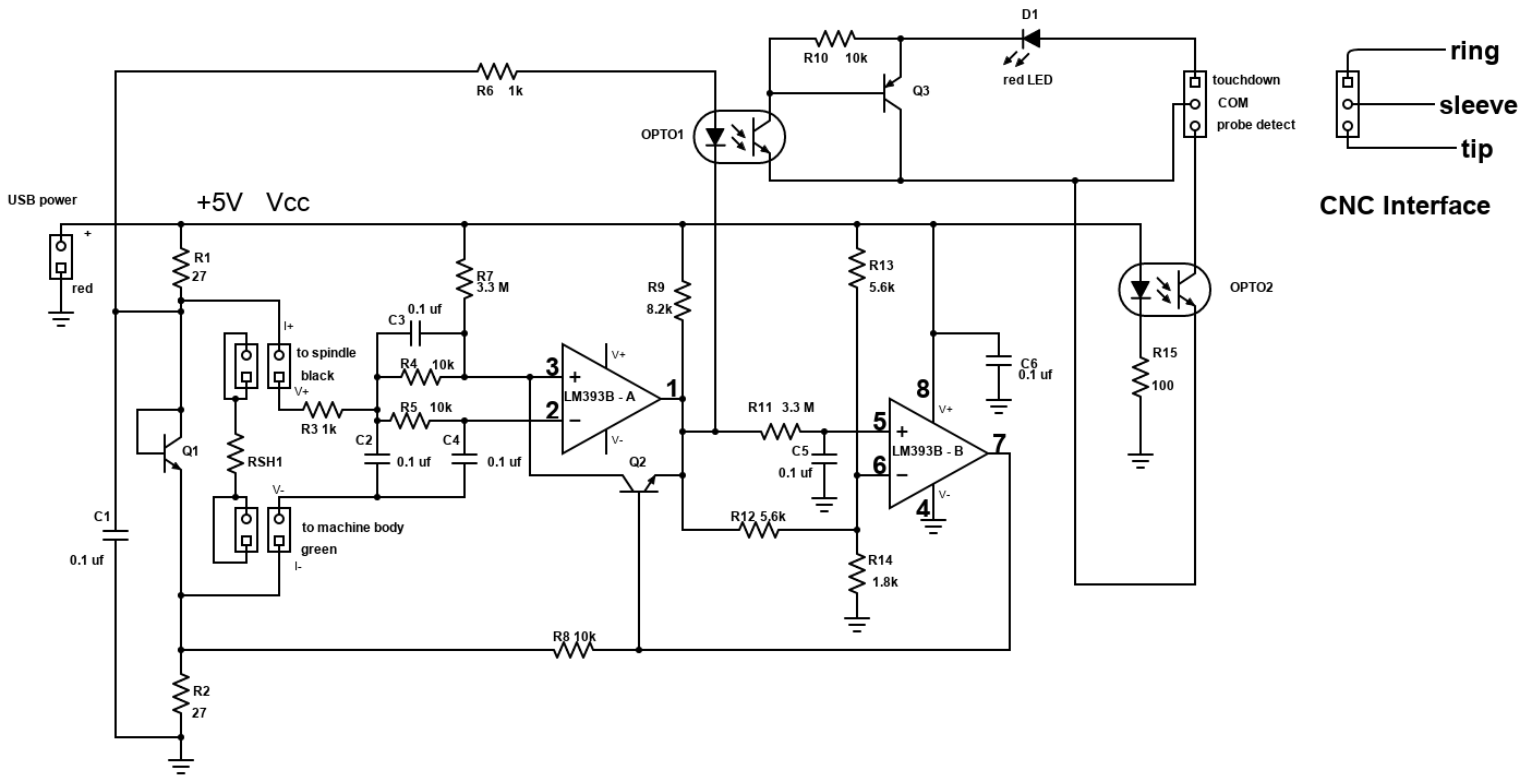 D1
R10 10k
red LED
Q3
ring
touchdown
COM
probe detect
sleeve
tip
CNC Interface
R6 1k
OPTO1
USB power
+5V Vcc
+
red
R1
27
R7
3.3 M
R9
8.2k
R13
5.6k
OPTO2
I+
C3
0.1 uf
to spindle
black
V+
R4 10k
3
+
V+
LM393B - A
1
R5 10k
2
−
V-
R3 1k
C2
0.1 uf
C4
0.1 uf
Q1
RSH1
Q2
R11 3.3 M
C5
0.1 uf
5
+
8
V+
LM393B - B
7
6
−
V-
4
C6
0.1 uf
R15
100
V-
to machine body
green
I-
C1
0.1 uf
R12 5.6k
R14
1.8k
R8 10k
R2
27